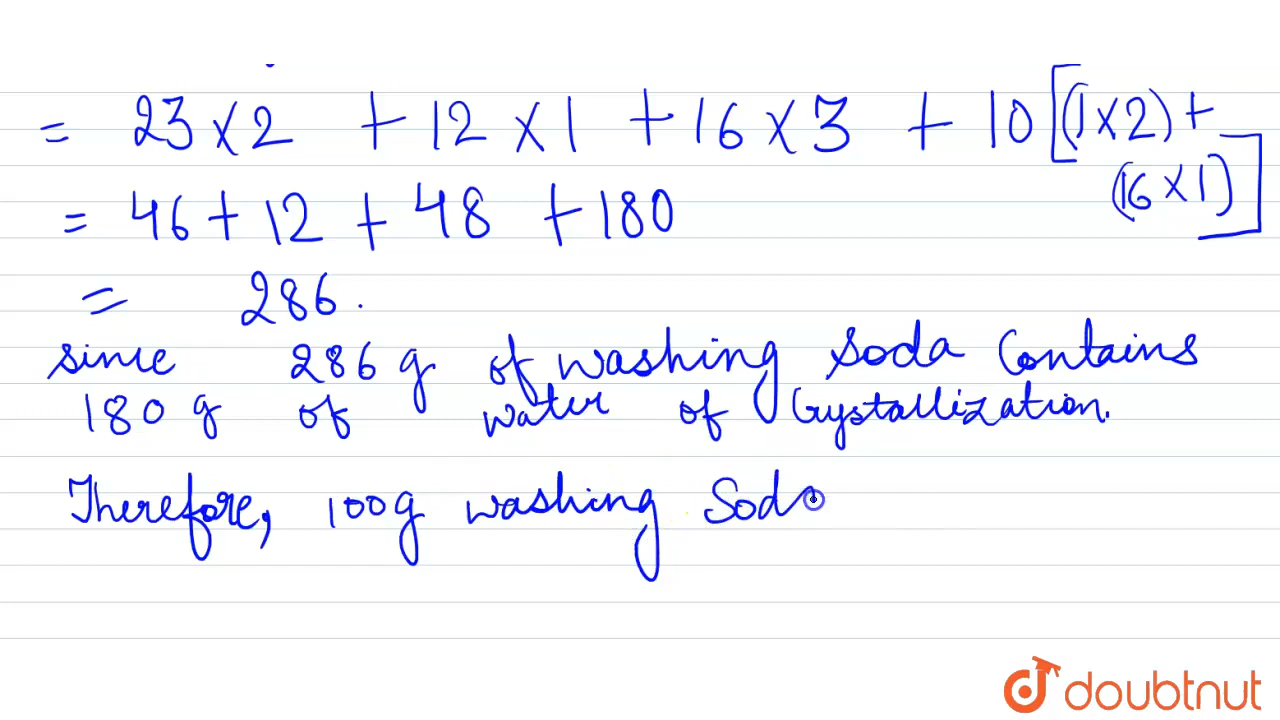 = 23 x 2 + 12 x 1 + 16 x 3 + 10 [(1 x 2) +
(16 x 1)]
= 46 + 12 + 48 + 180
= 286.
since 286 g of washing soda Contains
180 g of water of Crystallization.
Therefore, 100g washing Soda
doubtnut